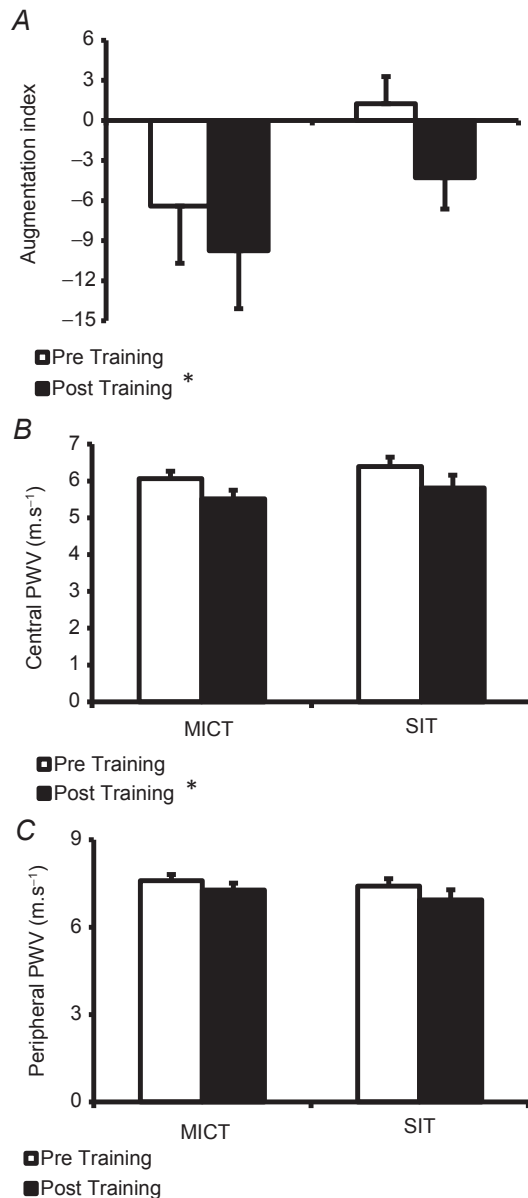 A
Augmentation index
6
3
0
−3
−6
−9
−12
−15
Pre Training
Post Training *
B
Central PWV (m.s⁻¹)
7
6
5
4
3
2
1
0
MICT SIT
Pre Training
Post Training *
C
Peripheral PWV (m.s⁻¹)
9
6
3
0
MICT SIT
Pre Training
Post Training